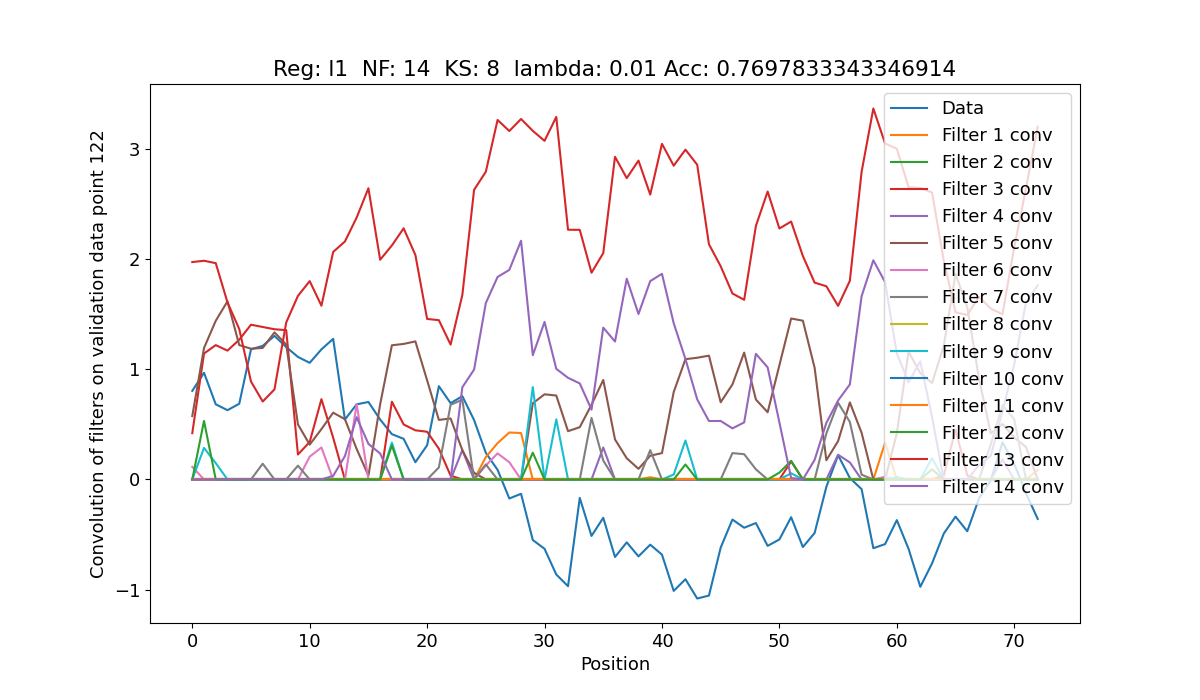 Reg: l1  NF: 14  KS: 8  lambda: 0.01 Acc: 0.7697833343346914
Convolution of filters on validation data point 122
3
2
1
0
−1
0 10 20 30 40 50 60 70
Position
Data
Filter 1 conv
Filter 2 conv
Filter 3 conv
Filter 4 conv
Filter 5 conv
Filter 6 conv
Filter 7 conv
Filter 8 conv
Filter 9 conv
Filter 10 conv
Filter 11 conv
Filter 12 conv
Filter 13 conv
Filter 14 conv